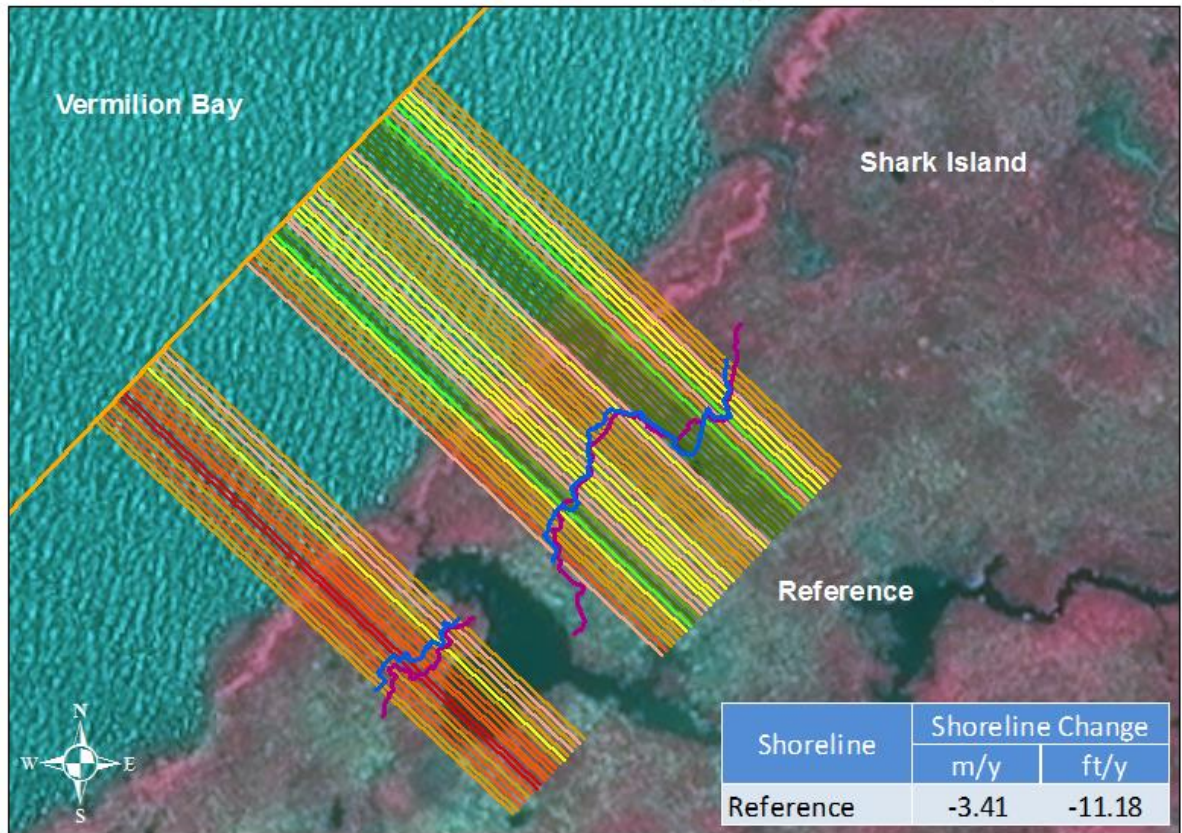 Vermilion Bay
Shark Island
Reference
N
W E
S
Shoreline Shoreline Change
m/y ft/y
Reference -3.41 -11.18